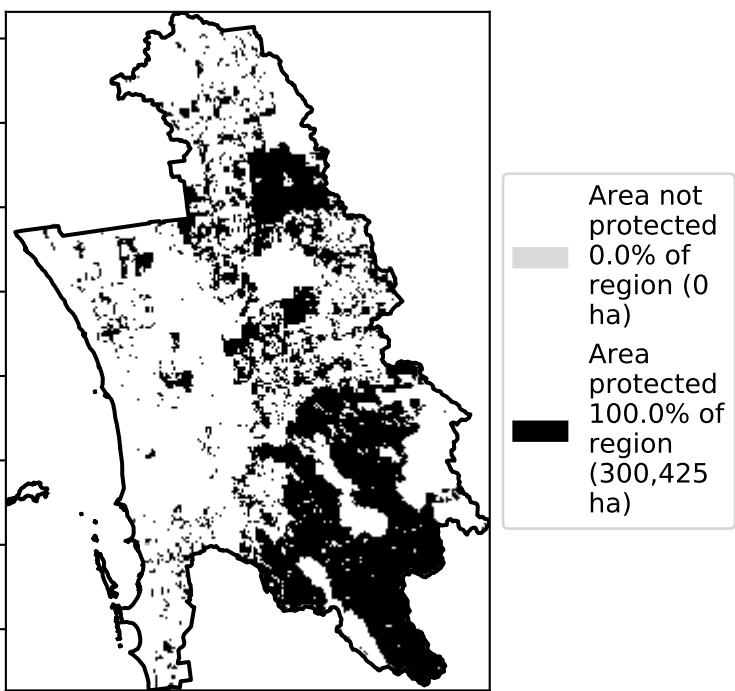 Area not
protected
0.0% of
region (0
ha)
Area
protected
100.0% of
region
(300,425
ha)